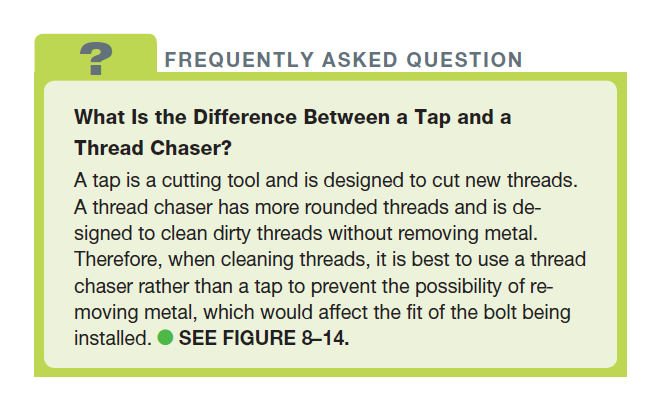 ?
FREQUENTLY ASKED QUESTION
What Is the Difference Between a Tap and a
Thread Chaser?
A tap is a cutting tool and is designed to cut new threads.
A thread chaser has more rounded threads and is de-
signed to clean dirty threads without removing metal.
Therefore, when cleaning threads, it is best to use a thread
chaser rather than a tap to prevent the possibility of re-
moving metal, which would affect the fit of the bolt being
installed. ● SEE FIGURE 8–14.